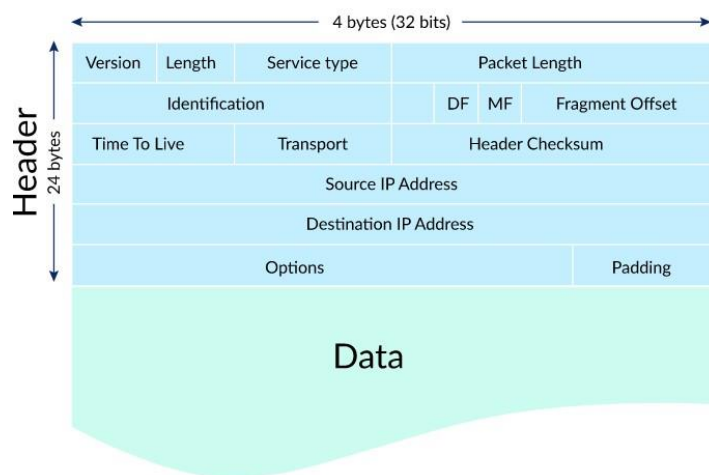 4 bytes (32 bits)
Header
24 bytes
Version Length Service type Packet Length
Identification DF MF Fragment Offset
Time To Live Transport Header Checksum
Source IP Address
Destination IP Address
Options Padding
Data